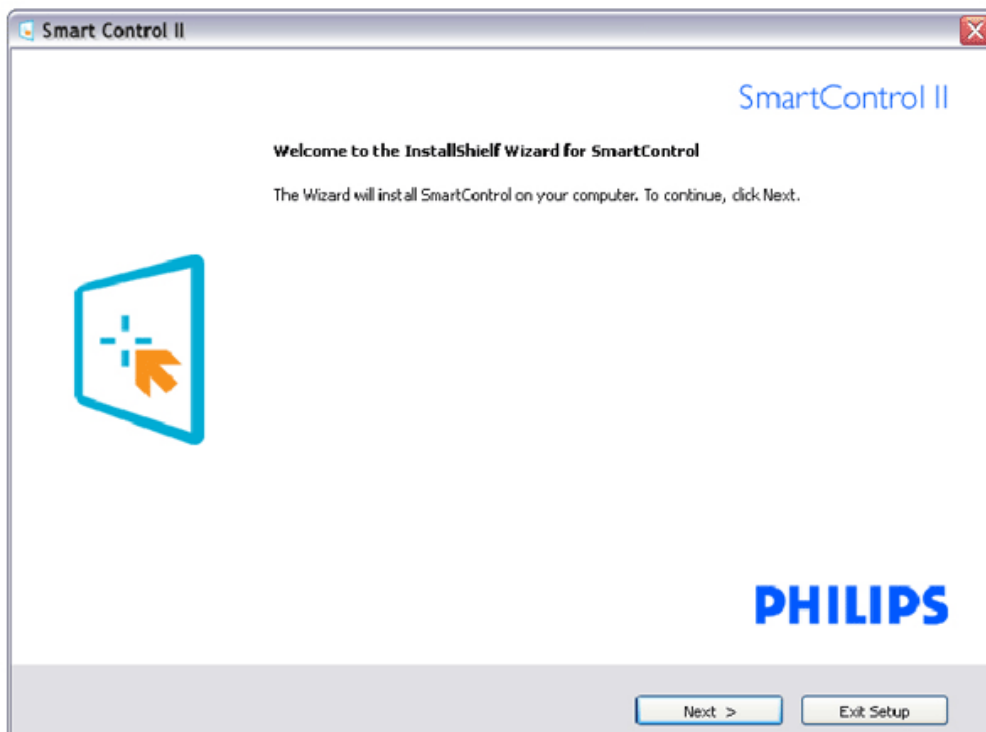 Smart Control II
SmartControl II
Welcome to the InstallShielf Wizard for SmartControl
The Wizard will install SmartControl on your computer. To continue, click Next.
PHILIPS
Next >
Exit Setup